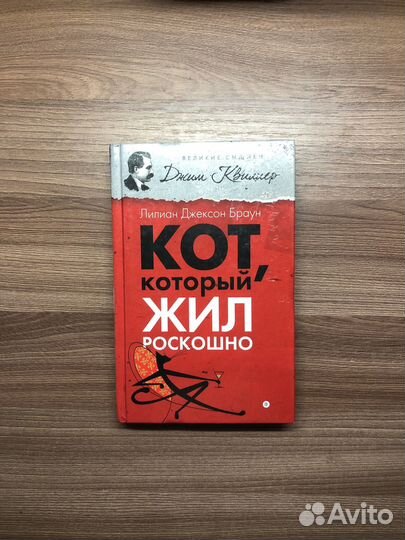 ВЕЛИКИЕ СЫЩИКИ
Джим Квиллер
Лилиан Джексон Браун
КОТ,
который
ЖИЛ
РОСКОШНО
Avito